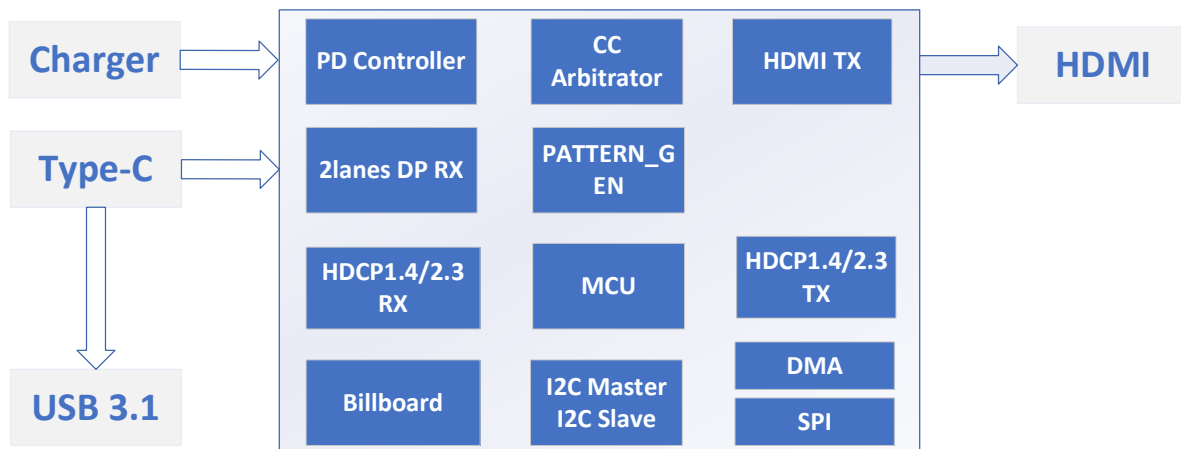 Charger
PD Controller
CC
Arbitrator
HDMI TX
HDMI
Type-C
2lanes DP RX
PATTERN_G
EN
HDCP1.4/2.3
RX
MCU
HDCP1.4/2.3
TX
USB 3.1
Billboard
I2C Master
I2C Slave
DMA
SPI